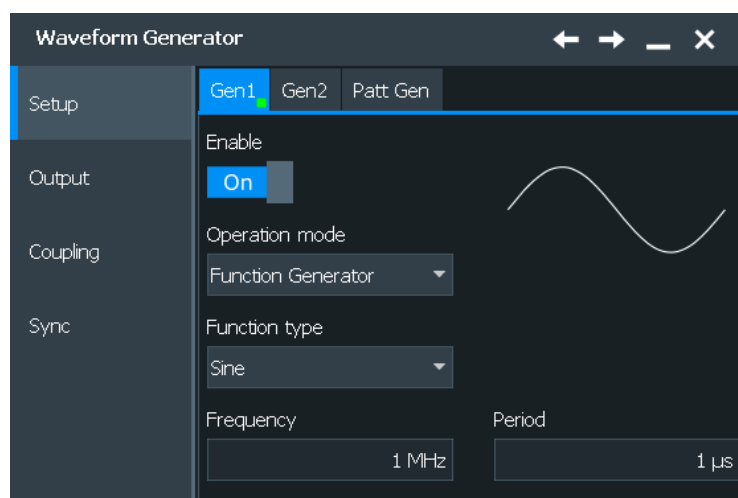 Waveform Generator
Setup
Output
Coupling
Sync
Gen1 Gen2 Patt Gen
Enable
On
Operation mode
Function Generator
Function type
Sine
Frequency Period
1 MHz 1 µs